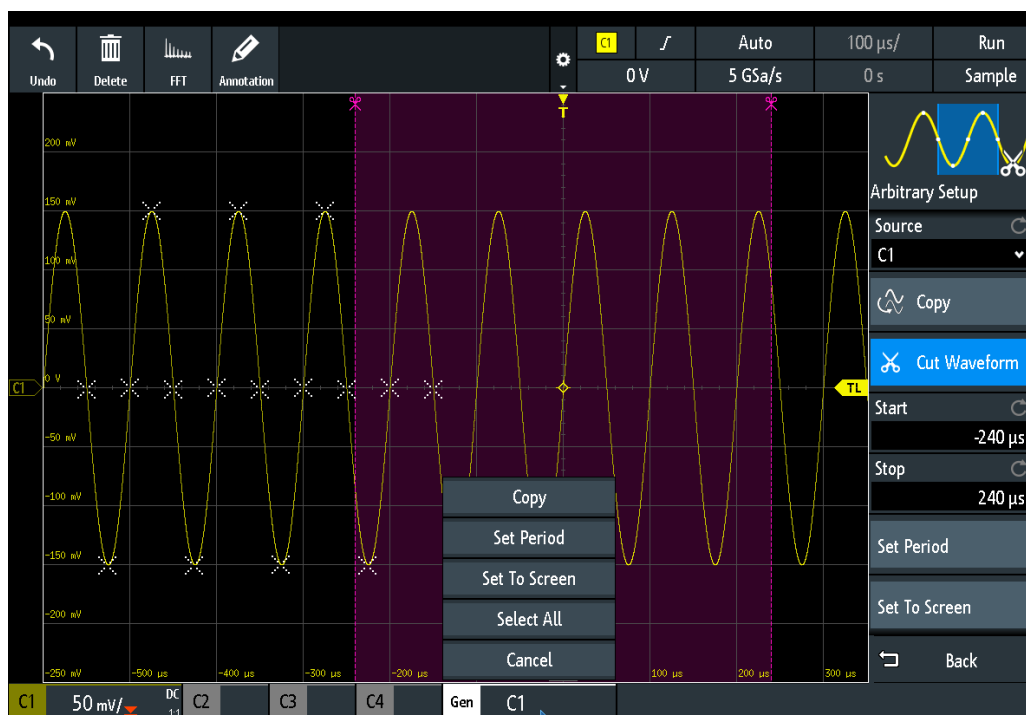 Undo Delete FFT Annotation
C1 Auto 100 µs/ Run
0 V 5 GSa/s 0 s Sample
T
200 mV
150 mV
100 mV
50 mV
0 V
-50 mV
-100 mV
-150 mV
-200 mV
-250 mV -500 µs -400 µs -300 µs -200 µs 100 µs 200 µs 300 µs
C1
TL
Copy
Set Period
Set To Screen
Select All
Cancel
Arbitrary Setup
Source
C1
Copy
Cut Waveform
Start
-240 µs
Stop
240 µs
Set Period
Set To Screen
Back
C1 50 mV/ DC C2 C3 C4 Gen C1
1:1